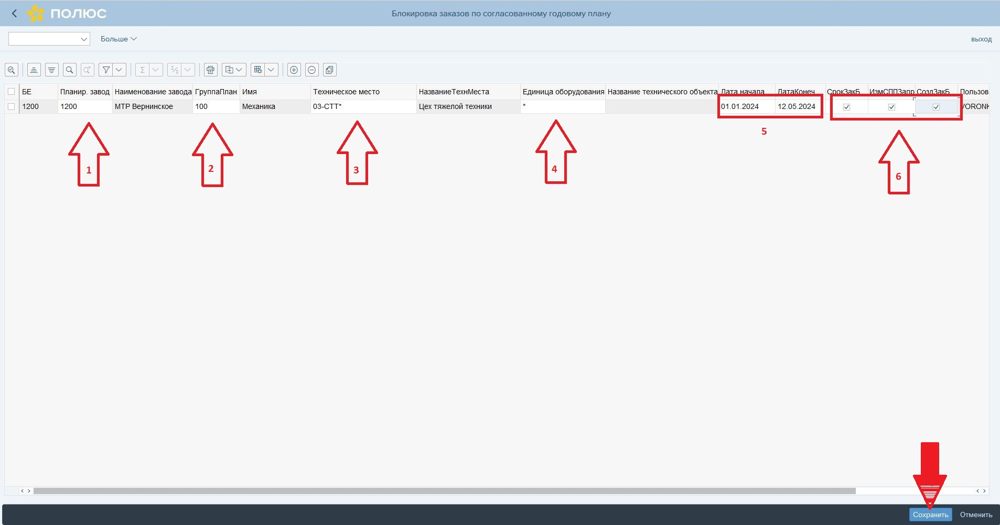 ПОЛЮС
Блокировка заказов по согласованному годовому плану
Больше
выход
БЕ Планир. завод Наименование завода ГруппаПлан Имя Техническое место НазваниеТехнМеста Единица оборудования Название технического объекта Дата начала ДатаКонеч СрокЗакБ ИзмСППЗапр СоздЗакБ Пользов
1200 1200 МТР Вернинское 100 Механика 03-СТТ* Цех тяжелой техники * 01.01.2024 12.05.2024 VORONK
5
1 2 3 4 6
Сохранить Отменить